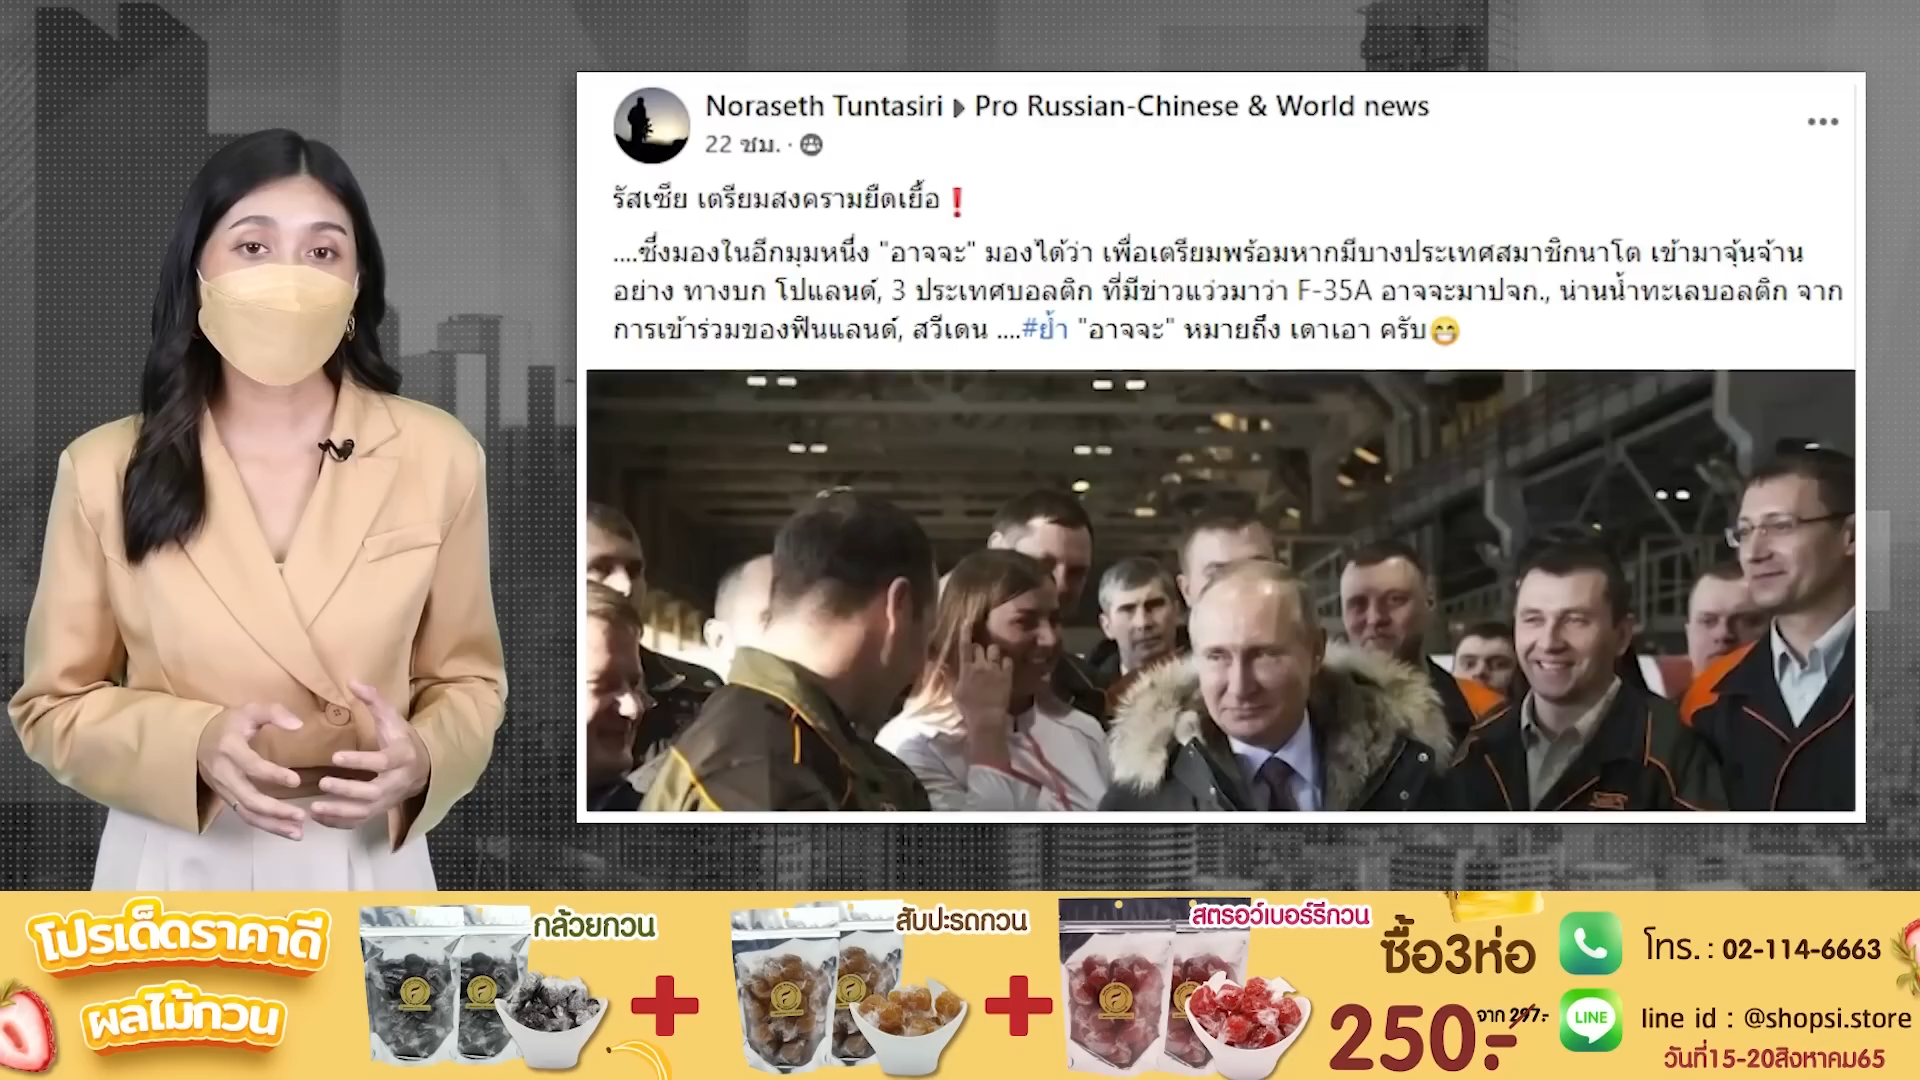 Noraseth Tuntasiri ▸ Pro Russian-Chinese & World news
22 ชม. ·
รัสเซีย เตรียมสงครามยืดเยื้อ❗
....ซึ่งมองในอีกมุมหนึ่ง "อาจจะ" มองได้ว่า เพื่อเตรียมพร้อมหากมีบางประเทศสมาชิกนาโต เข้ามาจุ้นจ้าน
อย่าง ทางบก โปแลนด์, 3 ประเทศบอลติก ที่มีข่าวแว่วมาว่า F-35A อาจจะมาปจก., น่านน้ำทะเลบอลติก จาก
การเข้าร่วมของฟินแลนด์, สวีเดน ....#ย้ำ "อาจจะ" หมายถึง เดาเอา ครับ😁
โปรเด็ดราคาดี
ผลไม้กวน
กล้วยกวน
สับปะรดกวน
สตรอว์เบอร์รีกวน
ซื้อ3ห่อ
250.-
จาก 297.-
โทร. : 02-114-6663
LINE
line id : @shopsi.store
วันที่15-20สิงหาคม65